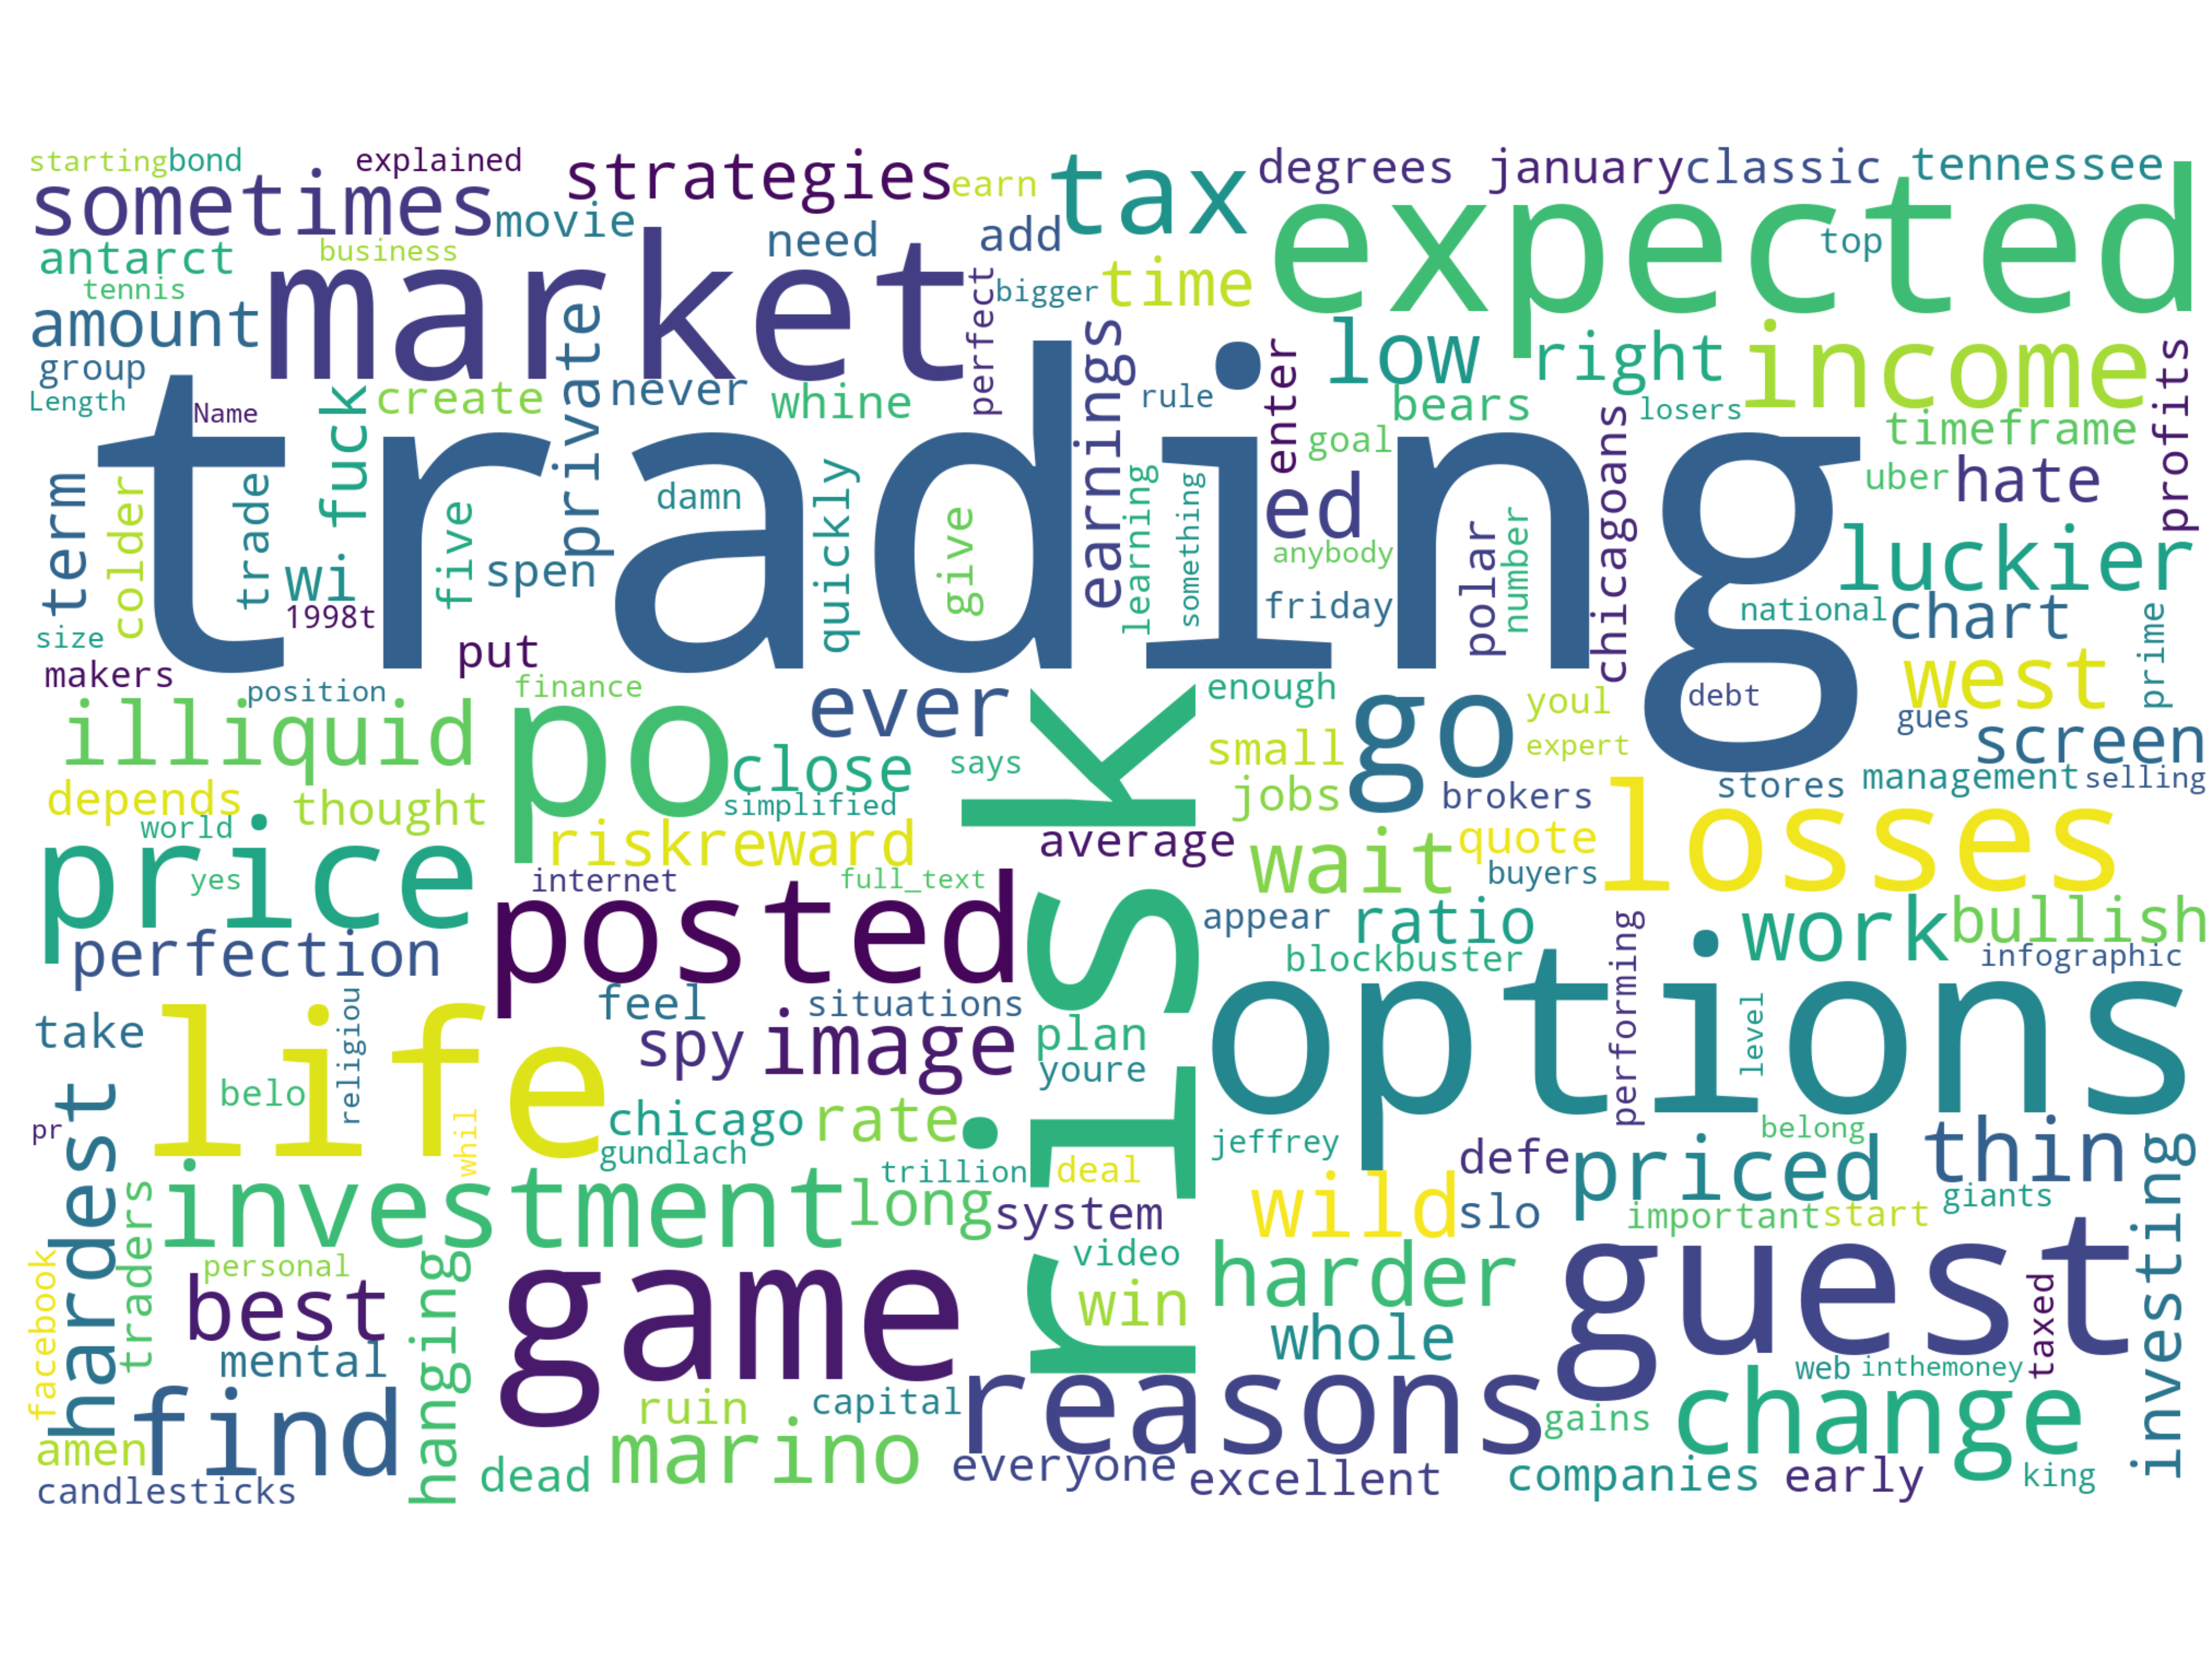 starting
bond
explained
strategies
earn
tax
degrees
january
classic
tennessee
sometimes
movie
need
add
expected
top
antarct
business
market
perfect
bigger
time
tennis
amount
private
earnings
low
right
income
profits
group
create
never
whine
rule
enter
bears
losers
Length
Name
fuck
trading
goal
chicagoans
timeframe
term
colder
trade
five
damn
quickly
give
learning
something
ed
polar
number
uber
hate
wi
spen
anybody
luckier
1998t
friday
national
chart
prime
size
makers
put
position
finance
ever
risk
enough
go
youl
debt
west
gues
illiquid
po
close
says
small
expert
screen
depends
thought
simplified
jobs
brokers
stores
management
selling
world
price
riskreward
average
wait
quote
losses
yes
internet
full_text
buyers
posted
appear
ratio
performing
work
bullish
perfection
blockbuster
infographic
take
religiou
feel
situations
options
level
life
spy
image
plan
youre
belo
hardest
pr
whil
chicago
rate
jeffrey
belong
gundlach
defe
priced
thin
investing
trillion
deal
traders
investment
long
system
wild
slo
important
start
giants
facebook
personal
hanging
video
harder
guest
best
game
win
taxed
mental
whole
web
inthemoney
find
ruin
capital
reasons
gains
change
amen
marino
candlesticks
dead
everyone
excellent
companies
early
king